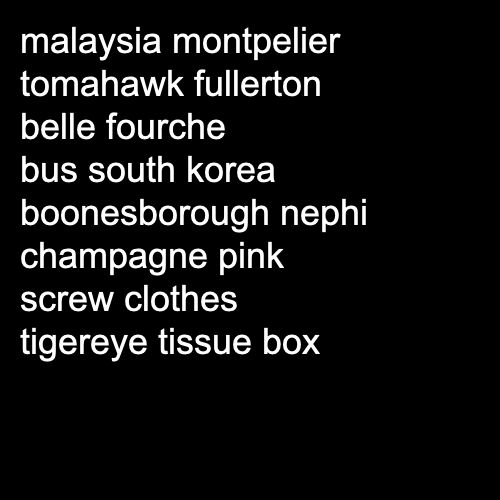 malaysia montpelier
tomahawk fullerton
belle fourche
bus south korea
boonesborough nephi
champagne pink
screw clothes
tigereye tissue box